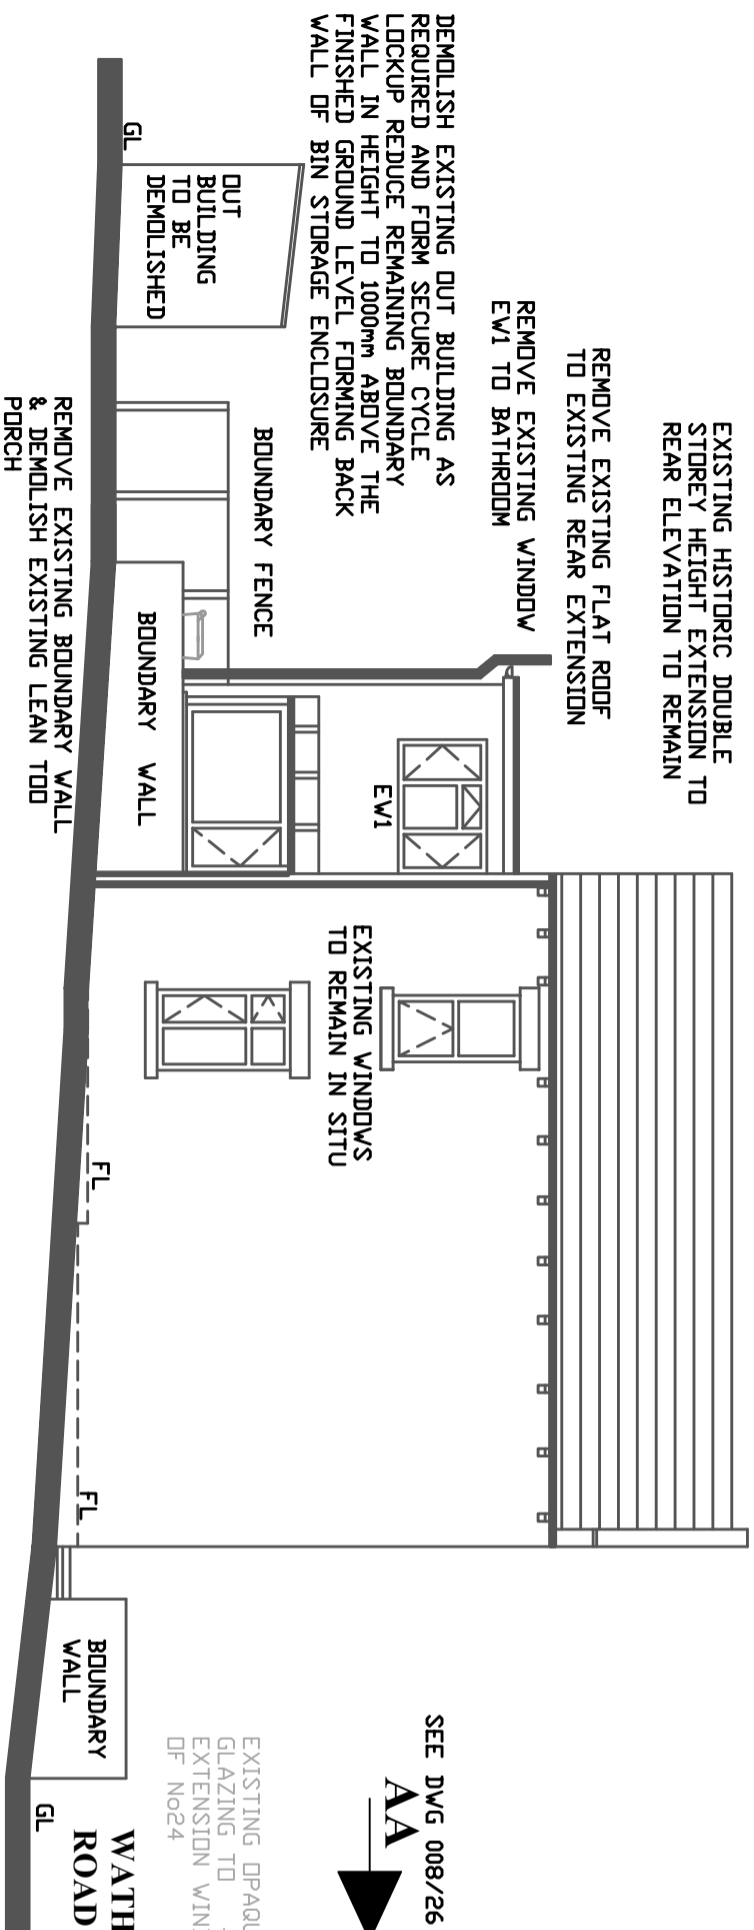 EXISTING HISTORIC DOUBLE
STOREY HEIGHT EXTENSION TO
REAR ELEVATION TO REMAIN
REMOVE EXISTING FLAT ROOF
TO EXISTING REAR EXTENSION
REMOVE EXISTING WINDOW
EW1 TO BATHROOM
DEMOLISH EXISTING OUT BUILDING AS
REQUIRED AND FORM SECURE CYCLE
LOCKUP REDUCE REMAINING BOUNDARY
WALL IN HEIGHT TO 1000mm ABOVE THE
FINISHED GROUND LEVEL FORMING BACK
WALL OF BIN STORAGE ENCLOSURE
GL
OUT
BUILDING
TO BE
DEMOLISHED
BOUNDARY FENCE
BOUNDARY WALL
EW1
EXISTING WINDOWS
TO REMAIN IN SITU
FL
FL
REMOVE EXISTING BOUNDARY WALL
& DEMOLISH EXISTING LEAN TOO
PORCH
BOUNDARY
WALL
GL
SEE DWG 008/26
AA
EXISTING OPAQU
GLAZING TO
EXTENSION WIN
OF No24
WATH
ROAD